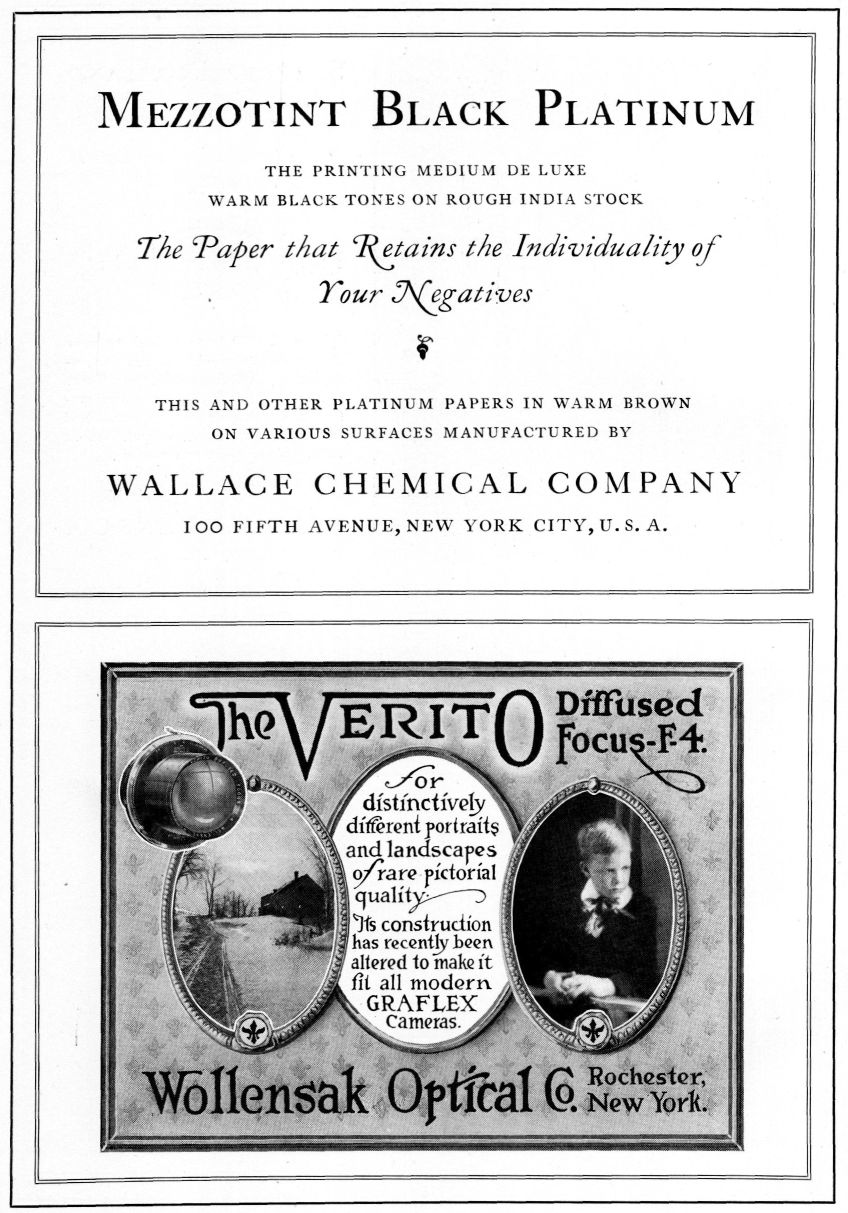 MEZZOTINT BLACK PLATINUM
THE PRINTING MEDIUM DE LUXE
WARM BLACK TONES ON ROUGH INDIA STOCK
The Paper that Retains the Individuality of
Your Negatives
THIS AND OTHER PLATINUM PAPERS IN WARM BROWN
ON VARIOUS SURFACES MANUFACTURED BY
WALLACE CHEMICAL COMPANY
100 FIFTH AVENUE, NEW YORK CITY, U. S. A.
The VERITO
Diffused
Focus-F-4.
For
distinctively
different portraits
and landscapes
of rare pictorial
quality.
Its construction
has recently been
altered to make it
fit all modern
GRAFLEX
Cameras.
Wollensak Optical Co.
Rochester,
New York.